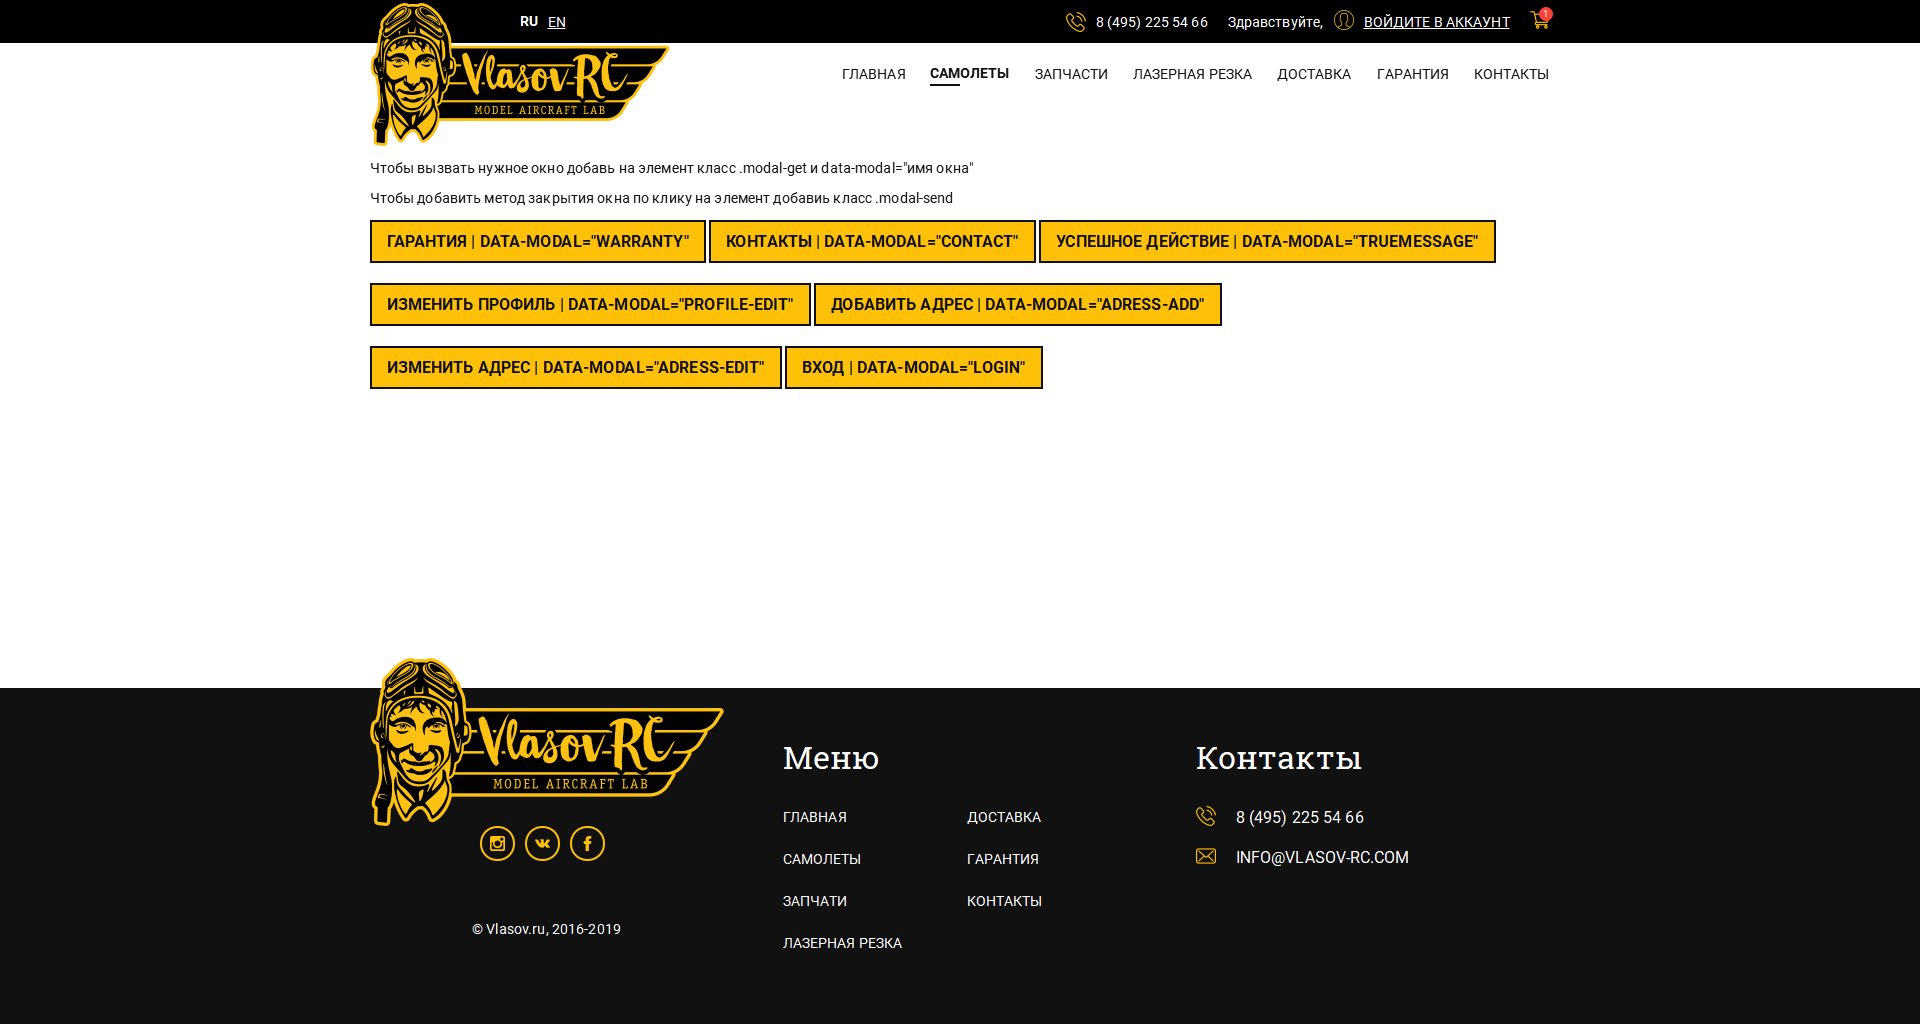 RU EN
8 (495) 225 54 66 Здравствуйте, ВОЙДИТЕ В АККАУНТ 1
Vlasov RC
MODEL AIRCRAFT LAB
ГЛАВНАЯ САМОЛЕТЫ ЗАПЧАСТИ ЛАЗЕРНАЯ РЕЗКА ДОСТАВКА ГАРАНТИЯ КОНТАКТЫ
Чтобы вызвать нужное окно добавь на элемент класс .modal-get и data-modal="имя окна"
Чтобы добавить метод закрытия окна по клику на элемент добавиь класс .modal-send
ГАРАНТИЯ | DATA-MODAL="WARRANTY" КОНТАКТЫ | DATA-MODAL="CONTACT" УСПЕШНОЕ ДЕЙСТВИЕ | DATA-MODAL="TRUEMESSAGE"
ИЗМЕНИТЬ ПРОФИЛЬ | DATA-MODAL="PROFILE-EDIT" ДОБАВИТЬ АДРЕС | DATA-MODAL="ADRESS-ADD"
ИЗМЕНИТЬ АДРЕС | DATA-MODAL="ADRESS-EDIT" ВХОД | DATA-MODAL="LOGIN"
Vlasov RC
MODEL AIRCRAFT LAB
© Vlasov.ru, 2016-2019
Меню
ГЛАВНАЯ
САМОЛЕТЫ
ЗАПЧАТИ
ЛАЗЕРНАЯ РЕЗКА
ДОСТАВКА
ГАРАНТИЯ
КОНТАКТЫ
Контакты
8 (495) 225 54 66
INFO@VLASOV-RC.COM